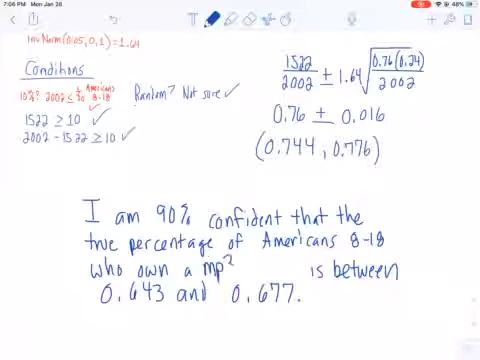 7:06 PM Mon Jan 26
48%
InvNorm(0.05, 0, 1) = 1.64
Conditions
10%? 2002 ≤ 1/10 Americans 8-18 ✓
1522 ≥ 10 ✓
2002 - 1522 ≥ 10 ✓
Random? Not sure ✓
1522/2002 ± 1.64 √(0.76(0.24)/2002)
0.76 ± 0.016
(0.744, 0.776)
I am 90% confident that the
true percentage of Americans 8-18
who own a mp3 is between
0.643 and 0.677.